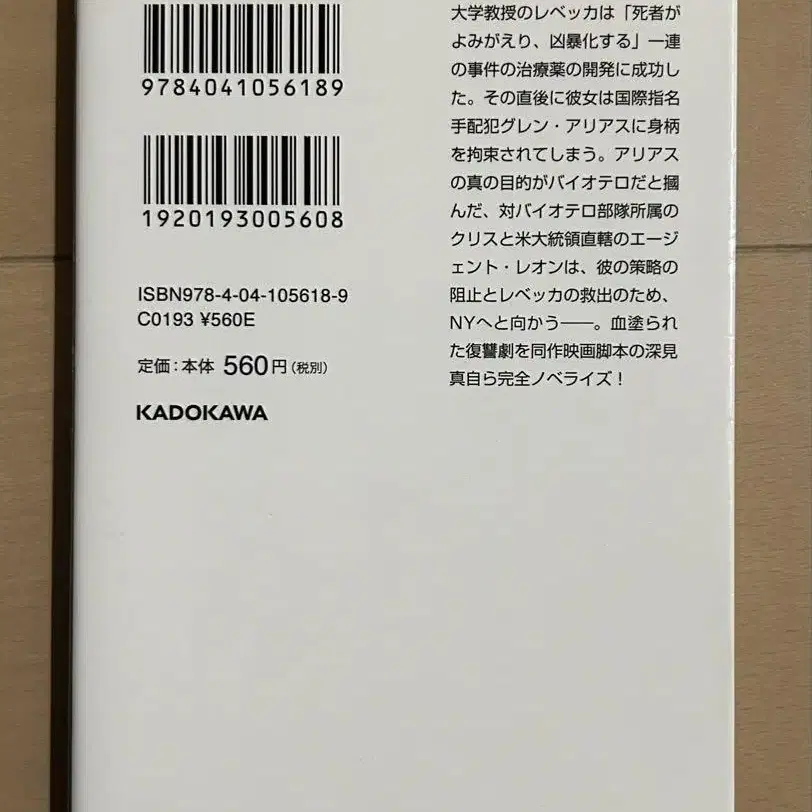 9784041056189
1920193005608
ISBN978-4-04-105618-9
C0193 ¥560E
定価:本体 560円(税別)
KADOKAWA
大学教授のレベッカは「死者が
よみがえり、凶暴化する」一連
の事件の治療薬の開発に成功し
た。その直後に彼女は国際指名
手配犯グレン・アリアスに身柄
を拘束されてしまう。アリアス
の真の目的がバイオテロだと摑
んだ、対バイオテロ部隊所属の
クリスと米大統領直轄のエージ
ェント・レオンは、彼の策略の
阻止とレベッカの救出のため、
NYへと向かう――。血塗られ
た復讐劇を同作映画脚本の深見
真自ら完全ノベライズ!